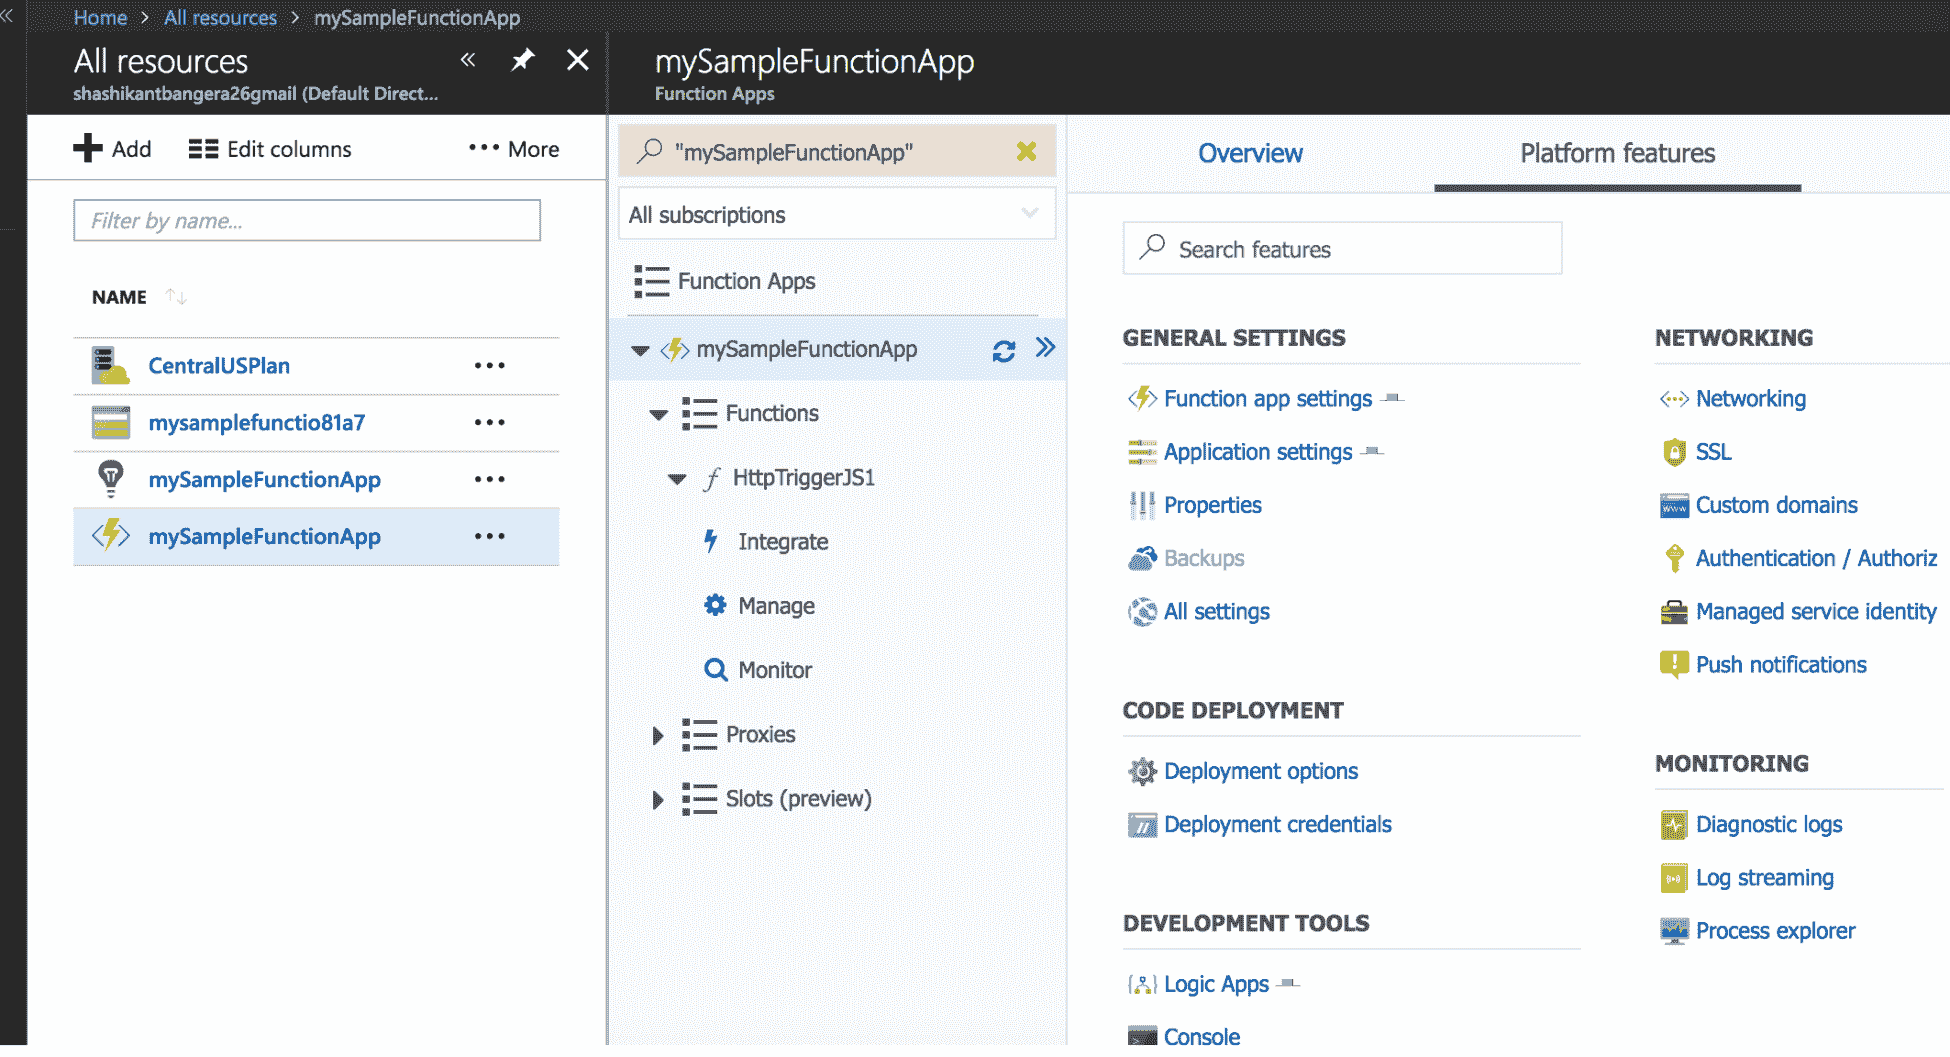 Home > All resources > mySampleFunctionApp
All resources
shashikantbangera26gmail (Default Direct...
Add
Edit columns
More
Filter by name...
NAME
CentralUSPlan
mysamplefunctio81a7
mySampleFunctionApp
mySampleFunctionApp
mySampleFunctionApp
Function Apps
"mySampleFunctionApp"
All subscriptions
Function Apps
mySampleFunctionApp
Functions
HttpTriggerJS1
Integrate
Manage
Monitor
Proxies
Slots (preview)
Overview
Platform features
Search features
GENERAL SETTINGS
Function app settings
Application settings
Properties
Backups
All settings
CODE DEPLOYMENT
Deployment options
Deployment credentials
DEVELOPMENT TOOLS
Logic Apps
Console
NETWORKING
Networking
SSL
Custom domains
Authentication / Authoriz
Managed service identity
Push notifications
MONITORING
Diagnostic logs
Log streaming
Process explorer